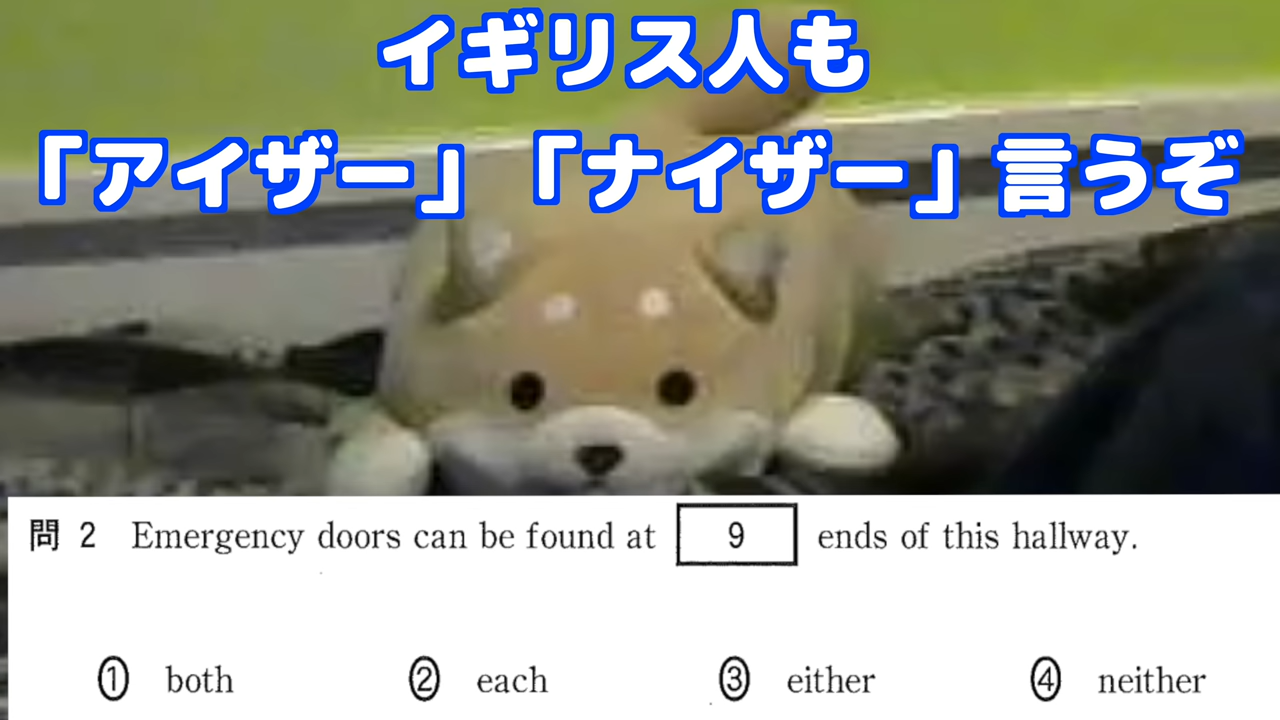 イギリス人も
「アイザー」「ナイザー」言うぞ
問 2 Emergency doors can be found at 9 ends of this hallway.
① both ② each ③ either ④ neither